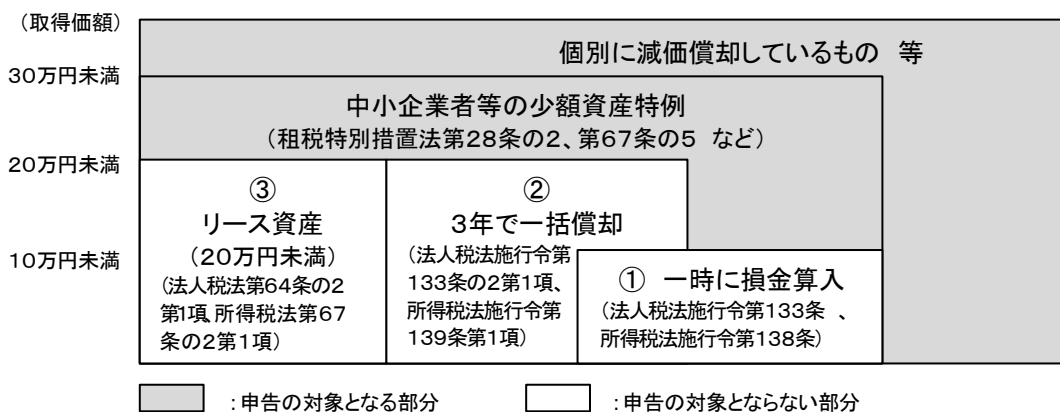 （取得価額）
個別に減価償却しているもの　等
30万円未満
中小企業者等の少額資産特例
（租税特別措置法第28条の2、第67条の5　など）
20万円未満
③
リース資産
（20万円未満）
（法人税法第64条の2
第1項、所得税法第67
条の2第1項）
②
3年で一括償却
（法人税法施行令第
133条の2第1項、
所得税法施行令第
139条第1項）
10万円未満
①　一時に損金算入
（法人税法施行令第133条　、
所得税法施行令第138条）
：申告の対象となる部分
：申告の対象とならない部分